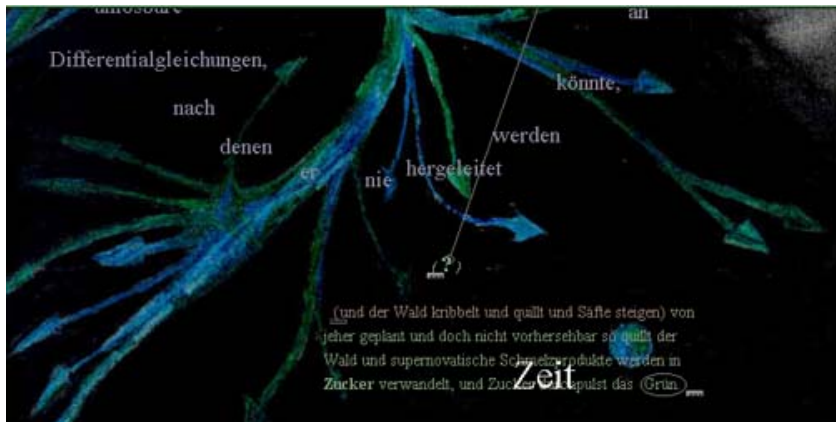 an
Differentialgleichungen,
könnte,
nach
werden
denen
er nie hergeleitet
(?)
(und der Wald kribbelt und quillt und Säfte steigen) von
jeher geplant und doch nicht vorhersehbar so quillt der
Wald und supernovatische Schmelzprodukte werden in
Zucker verwandelt, und Zucker das Grün
Zeit